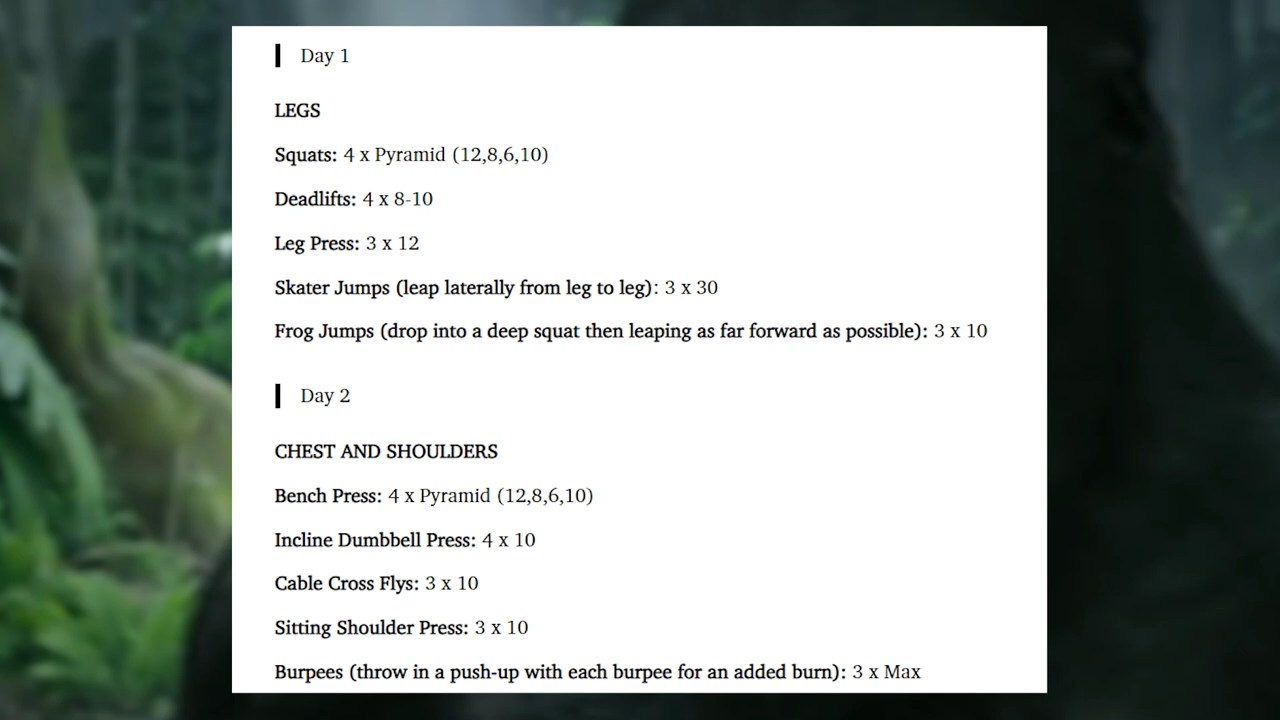 Day 1
LEGS
Squats: 4 x Pyramid (12,8,6,10)
Deadlifts: 4 x 8-10
Leg Press: 3 x 12
Skater Jumps (leap laterally from leg to leg): 3 x 30
Frog Jumps (drop into a deep squat then leaping as far forward as possible): 3 x 10
Day 2
CHEST AND SHOULDERS
Bench Press: 4 x Pyramid (12,8,6,10)
Incline Dumbbell Press: 4 x 10
Cable Cross Flys: 3 x 10
Sitting Shoulder Press: 3 x 10
Burpees (throw in a push-up with each burpee for an added burn): 3 x Max